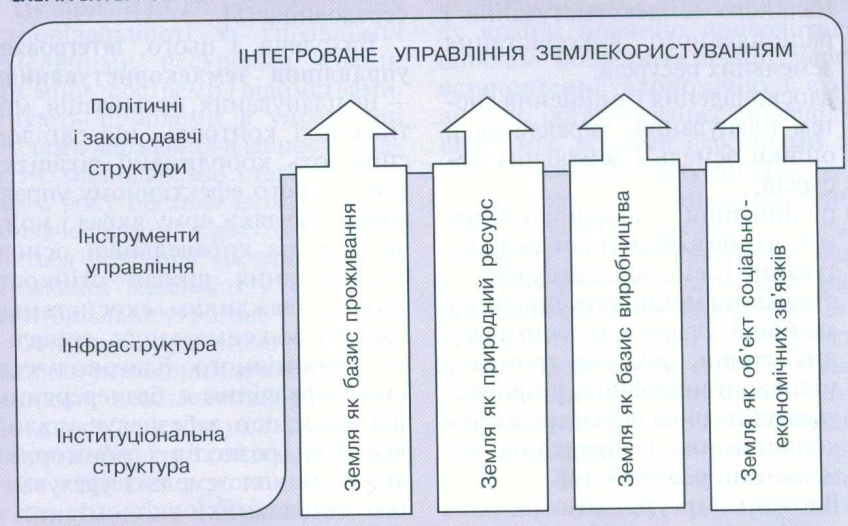 ІНТЕГРОВАНЕ УПРАВЛІННЯ ЗЕМЛЕКОРИСТУВАННЯМ
Політичні
і законодавчі
структури
Інструменти
управління
Інфраструктура
Інституціональна
структура
Земля як базис проживання
Земля як природний ресурс
Земля як базис виробництва
Земля як об'єкт соціально-
економічних зв'язків